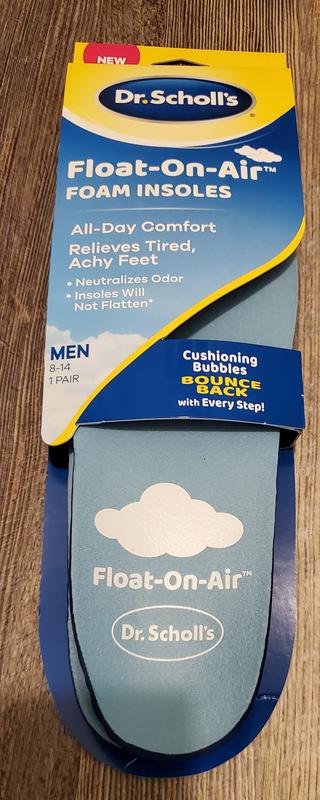 NEW
Dr. Scholl's®
Float-On-Air™
FOAM INSOLES
All-Day Comfort
Relieves Tired,
Achy Feet
• Neutralizes Odor
• Insoles Will
Not Flatten*
MEN
8-14
1 PAIR
Cushioning
Bubbles
BOUNCE
BACK
with Every Step!
Float-On-Air™
Dr. Scholl's